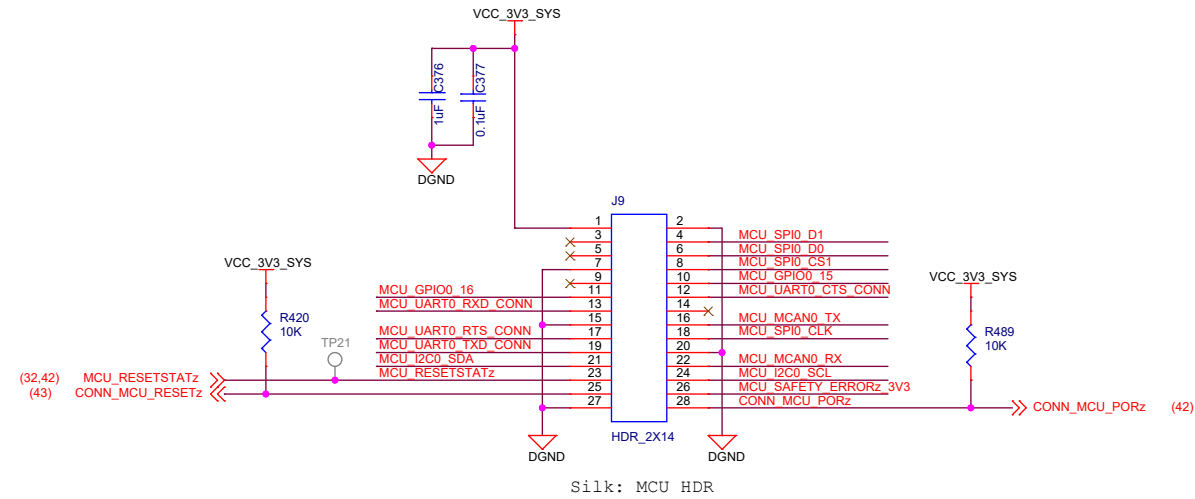 VCC_3V3_SYS
C376
1uF
C377
0.1uF
DGND
J9
1 2
3 4 MCU_SPI0_D1
5 6 MCU_SPI0_D0
7 8 MCU_SPI0_CS1
VCC_3V3_SYS
9 10 MCU_GPIO0_15
VCC_3V3_SYS
MCU_GPIO0_16 11 12 MCU_UART0_CTS_CONN
MCU_UART0_RXD_CONN 13 14
R420
10K
15 16 MCU_MCAN0_TX
MCU_UART0_RTS_CONN 17 18 MCU_SPI0_CLK
R489
10K
TP21
MCU_UART0_TXD_CONN 19 20
MCU_I2C0_SDA 21 22 MCU_MCAN0_RX
(32,42) MCU_RESETSTATz MCU_RESETSTATz 23 24 MCU_I2C0_SCL
(43) CONN_MCU_RESETz 25 26 MCU_SAFETY_ERRORz_3V3
27 28 CONN_MCU_PORz CONN_MCU_PORz (42)
HDR_2X14
DGND DGND
Silk: MCU HDR